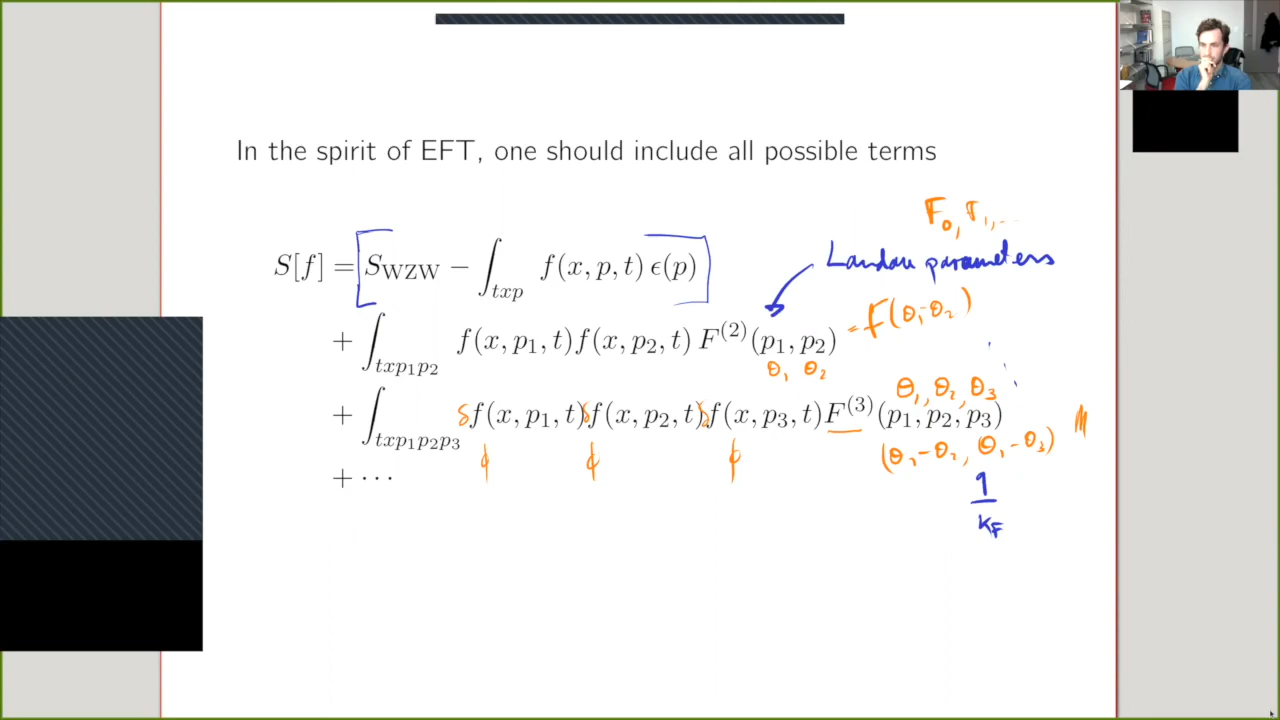 In the spirit of EFT, one should include all possible terms
F₀, F₁, ...
S[f] = [S_WZW − ∫_txp f(x, p, t) ϵ(p)]
Landau parameters
+ ∫_txp₁p₂ f(x, p₁, t)f(x, p₂, t) F^(2)(p₁, p₂) = F(θ₁-θ₂)
θ₁ θ₂
θ₁, θ₂, θ₃
+ ∫_txp₁p₂p₃ δf(x, p₁, t)δf(x, p₂, t)δf(x, p₃, t)F^(3)(p₁, p₂, p₃)
(θ₁-θ₂, θ₁-θ₃)
ϕ ϕ ϕ
+ ⋯
q/k_F